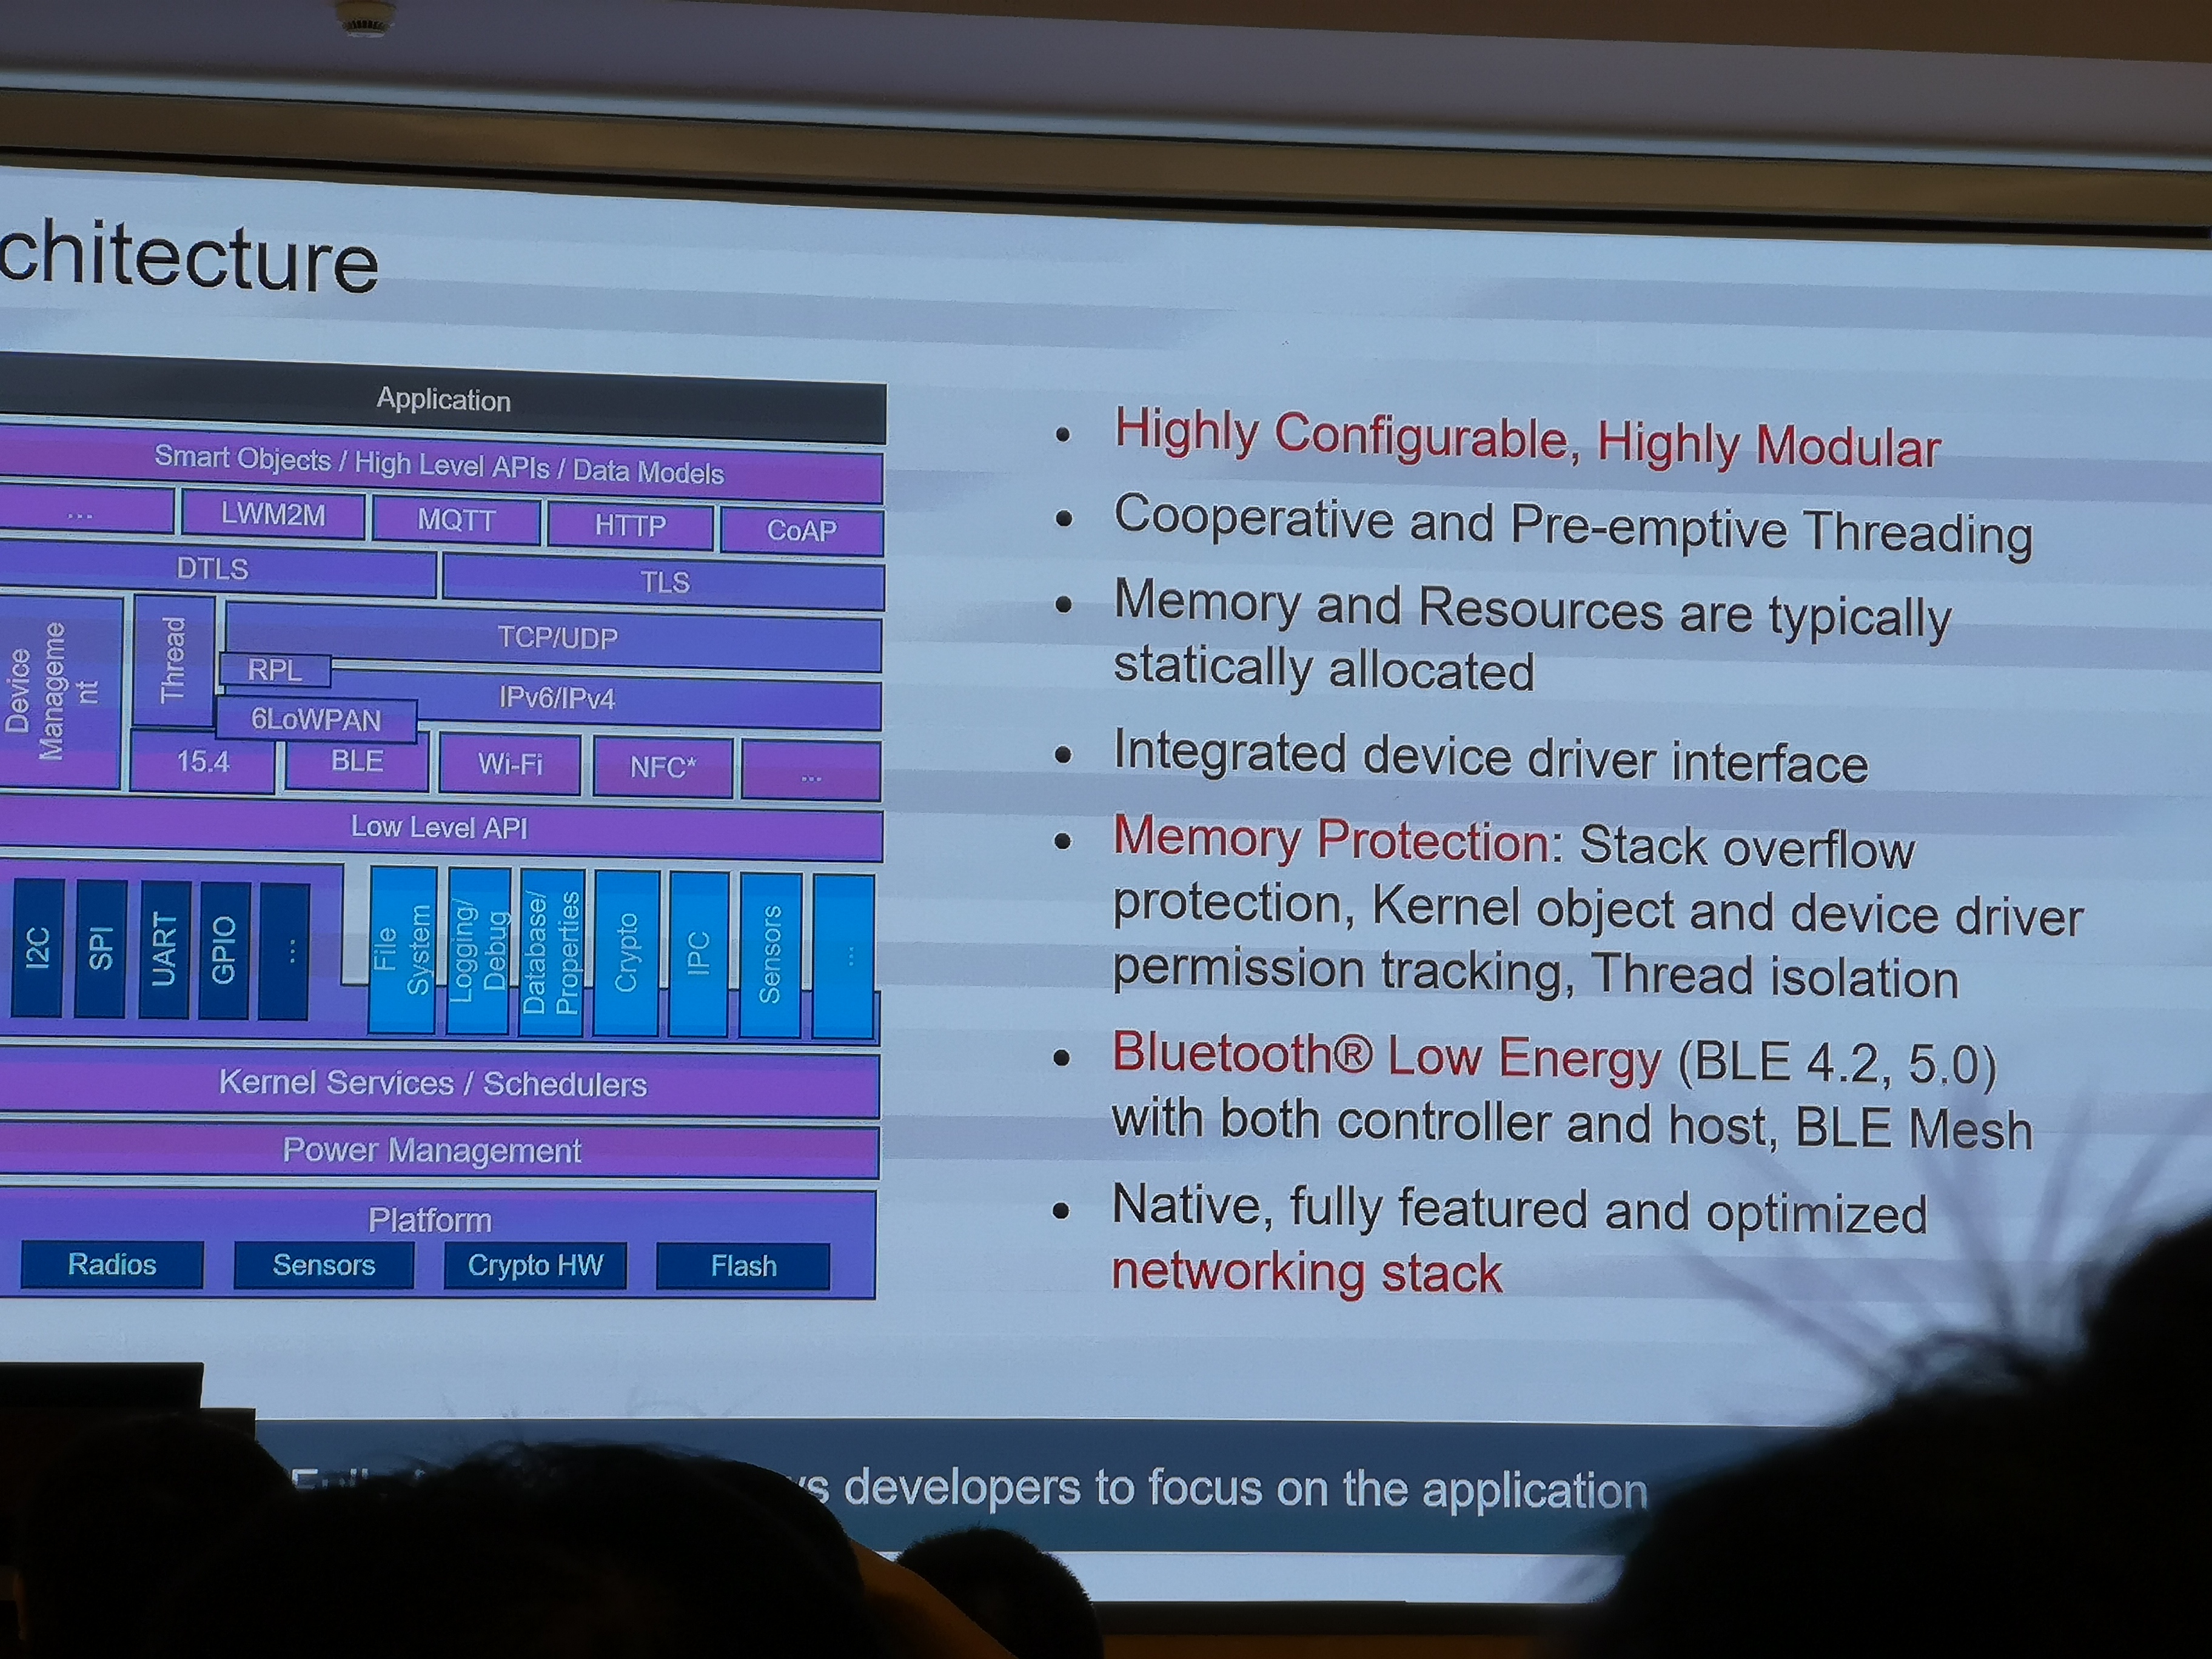 chitecture
Application
Smart Objects / High Level APIs / Data Models
... LWM2M MQTT HTTP CoAP
DTLS TLS
Device
Manageme
nt
Thread
TCP/UDP
RPL
IPv6/IPv4
6LoWPAN
15.4 BLE Wi-Fi NFC* ...
Low Level API
I2C
SPI
UART
GPIO
...
File
System
Logging/
Debug
Database/
Properties
Crypto
IPC
Sensors
...
Kernel Services / Schedulers
Power Management
Platform
Radios Sensors Crypto HW Flash
• Highly Configurable, Highly Modular
• Cooperative and Pre-emptive Threading
• Memory and Resources are typically
statically allocated
• Integrated device driver interface
• Memory Protection: Stack overflow
protection, Kernel object and device driver
permission tracking, Thread isolation
• Bluetooth® Low Energy (BLE 4.2, 5.0)
with both controller and host, BLE Mesh
• Native, fully featured and optimized
networking stack
developers to focus on the application